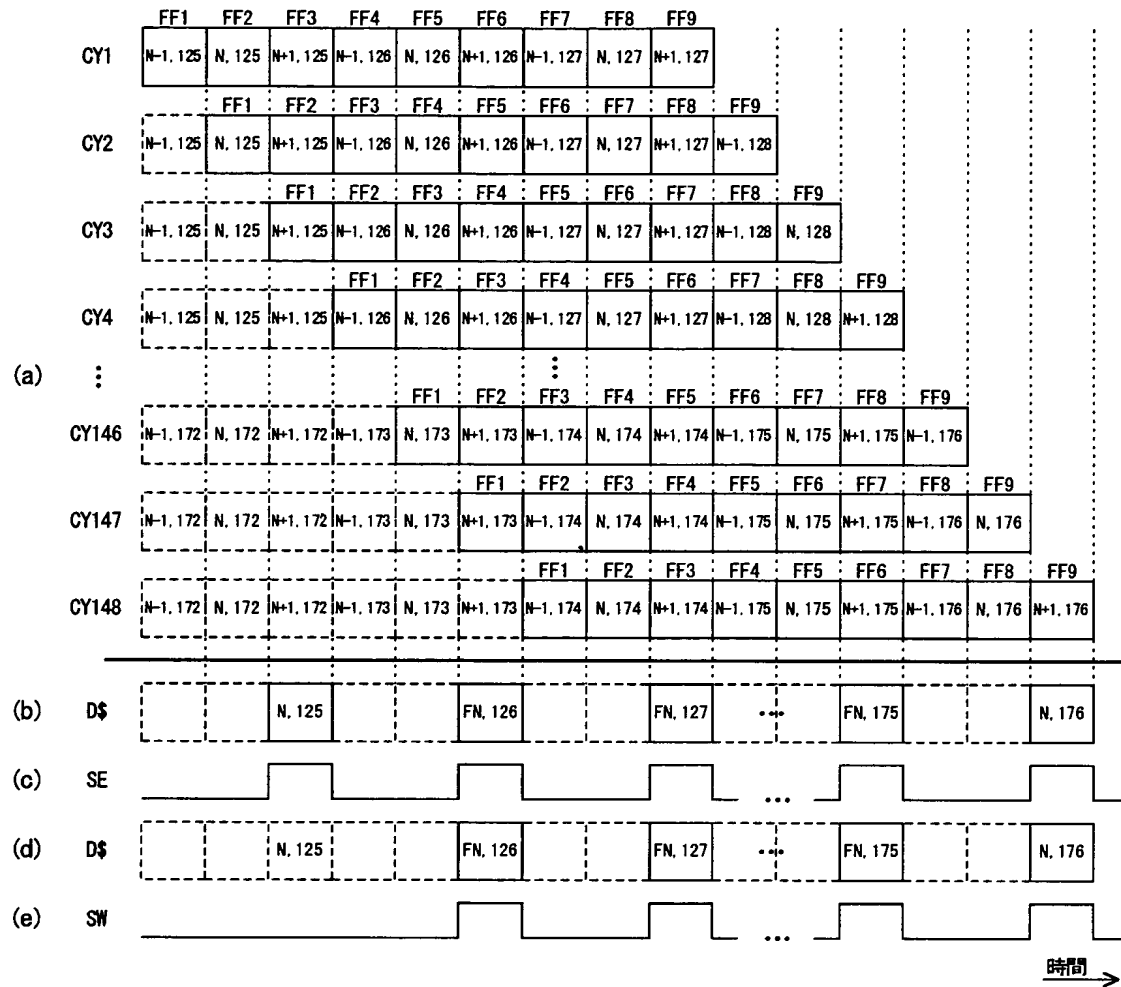 FF1 FF2 FF3 FF4 FF5 FF6 FF7 FF8 FF9
CY1 N-1, 125 N, 125 N+1, 125 N-1, 126 N, 126 N+1, 126 N-1, 127 N, 127 N+1, 127
FF1 FF2 FF3 FF4 FF5 FF6 FF7 FF8 FF9
CY2 N-1, 125 N, 125 N+1, 125 N-1, 126 N, 126 N+1, 126 N-1, 127 N, 127 N+1, 127 N-1, 128
FF1 FF2 FF3 FF4 FF5 FF6 FF7 FF8 FF9
CY3 N-1, 125 N, 125 N+1, 125 N-1, 126 N, 126 N+1, 126 N-1, 127 N, 127 N+1, 127 N-1, 128 N, 128
FF1 FF2 FF3 FF4 FF5 FF6 FF7 FF8 FF9
CY4 N-1, 125 N, 125 N+1, 125 N-1, 126 N, 126 N+1, 126 N-1, 127 N, 127 N+1, 127 N-1, 128 N, 128 N+1, 128
(a) ⋮ ⋮
FF1 FF2 FF3 FF4 FF5 FF6 FF7 FF8 FF9
CY146 N-1, 172 N, 172 N+1, 172 N-1, 173 N, 173 N+1, 173 N-1, 174 N, 174 N+1, 174 N-1, 175 N, 175 N+1, 175 N-1, 176
FF1 FF2 FF3 FF4 FF5 FF6 FF7 FF8 FF9
CY147 N-1, 172 N, 172 N+1, 172 N-1, 173 N, 173 N+1, 173 N-1, 174 N, 174 N+1, 174 N-1, 175 N, 175 N+1, 175 N-1, 176 N, 176
FF1 FF2 FF3 FF4 FF5 FF6 FF7 FF8 FF9
CY148 N-1, 172 N, 172 N+1, 172 N-1, 173 N, 173 N+1, 173 N-1, 174 N, 174 N+1, 174 N-1, 175 N, 175 N+1, 175 N-1, 176 N, 176 N+1, 176
(b) D$ N, 125 FN, 126 FN, 127 ... FN, 175 N, 176
(c) SE ...
(d) D$ N, 125 FN, 126 FN, 127 ... FN, 175 N, 176
(e) SW ...
時間